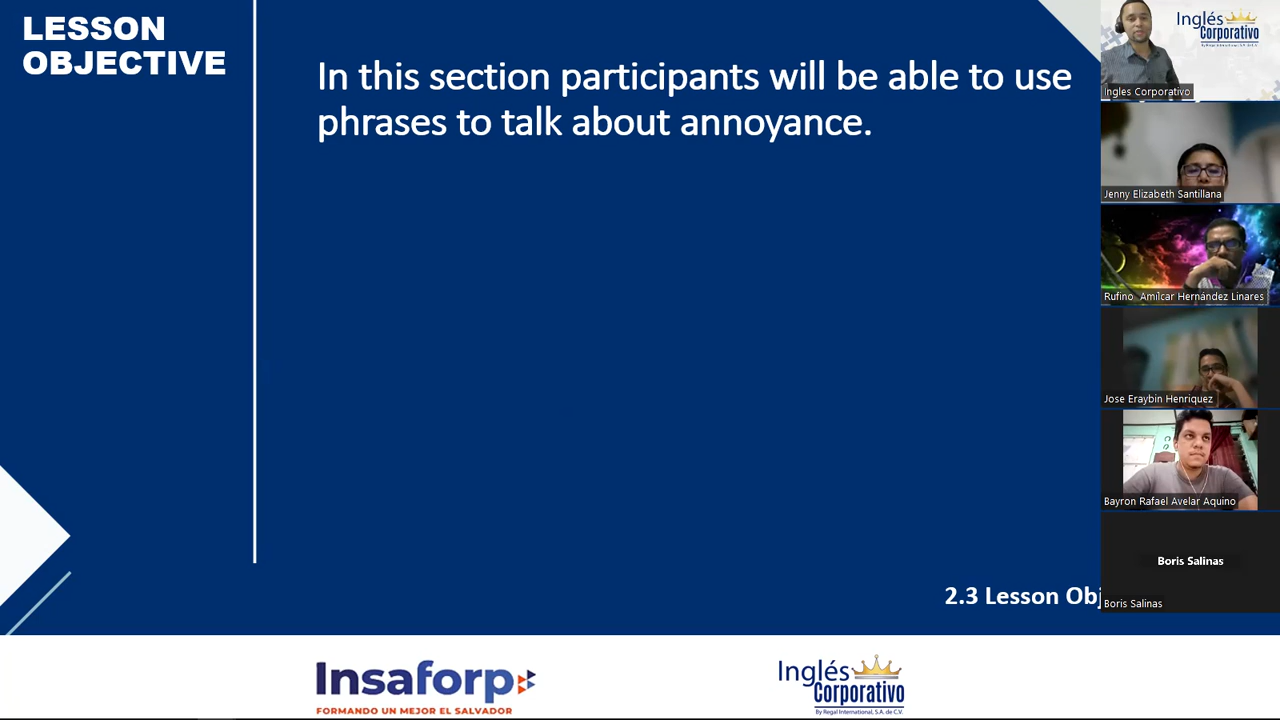 LESSON
OBJECTIVE
In this section participants will be able to use
phrases to talk about annoyance.
2.3 Lesson Obj
Insaforp
FORMANDO UN MEJOR EL SALVADOR
Inglés
Corporativo
By Regal International, S.A. de C.V.
Inglés
Corporativo
Ingles Corporativo
Jenny Elizabeth Santillana
Rufino Amilcar Hernández Linares
Jose Eraybin Henriquez
Bayron Rafael Avelar Aquino
Boris Salinas
Boris Salinas